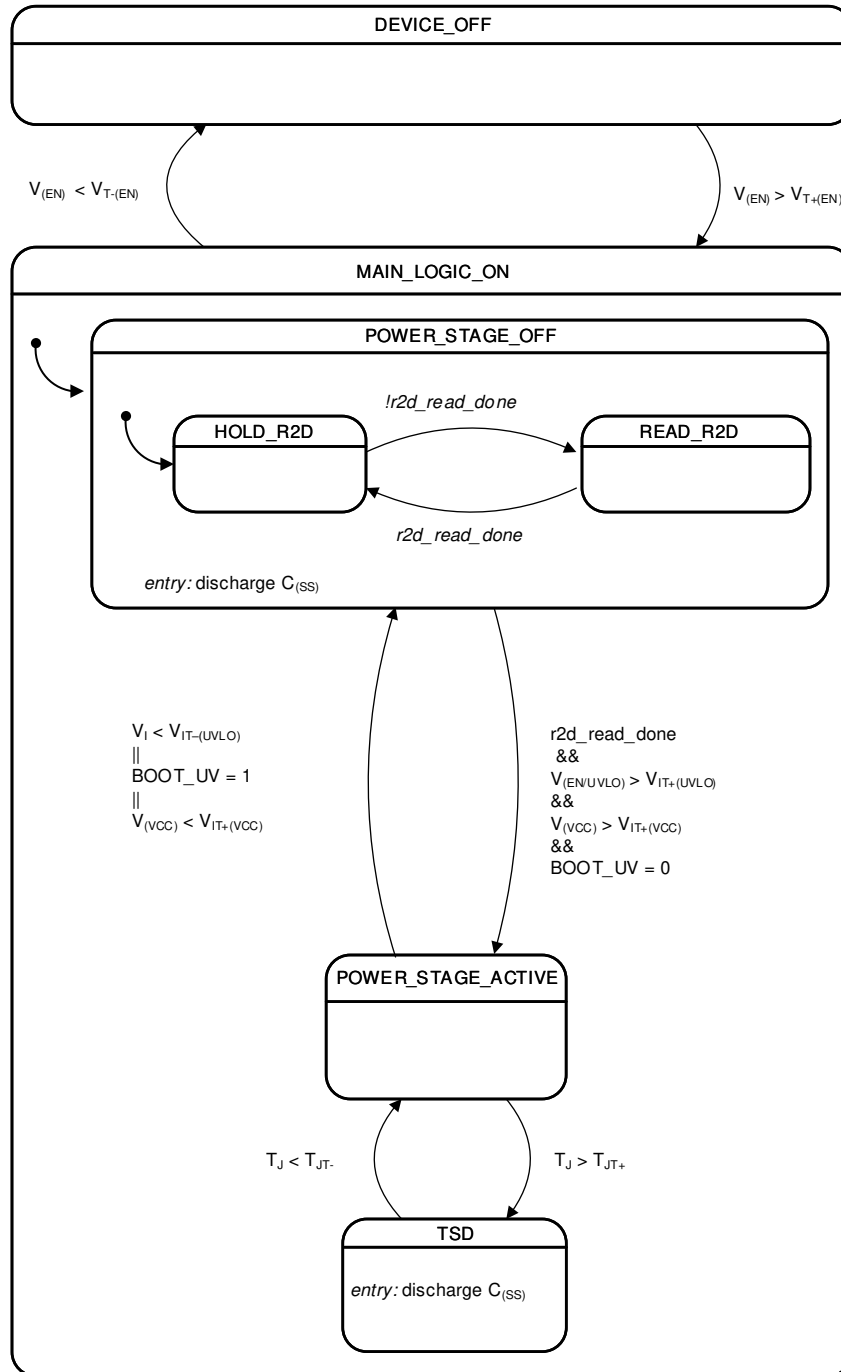 DEVICE_OFF
V(EN) < VT-(EN)
V(EN) > VT+(EN)
MAIN_LOGIC_ON
POWER_STAGE_OFF
!r2d_read_done
HOLD_R2D
READ_R2D
r2d_read_done
entry: discharge C(SS)
VI < VIT–(UVLO)
||
BOOT_UV = 1
||
V(VCC) < VIT+(VCC)
r2d_read_done
&&
V(EN/UVLO) > VIT+(UVLO)
&&
V(VCC) > VIT+(VCC)
&&
BOOT_UV = 0
POWER_STAGE_ACTIVE
TJ < TJT-
TJ > TJT+
TSD
entry: discharge C(SS)